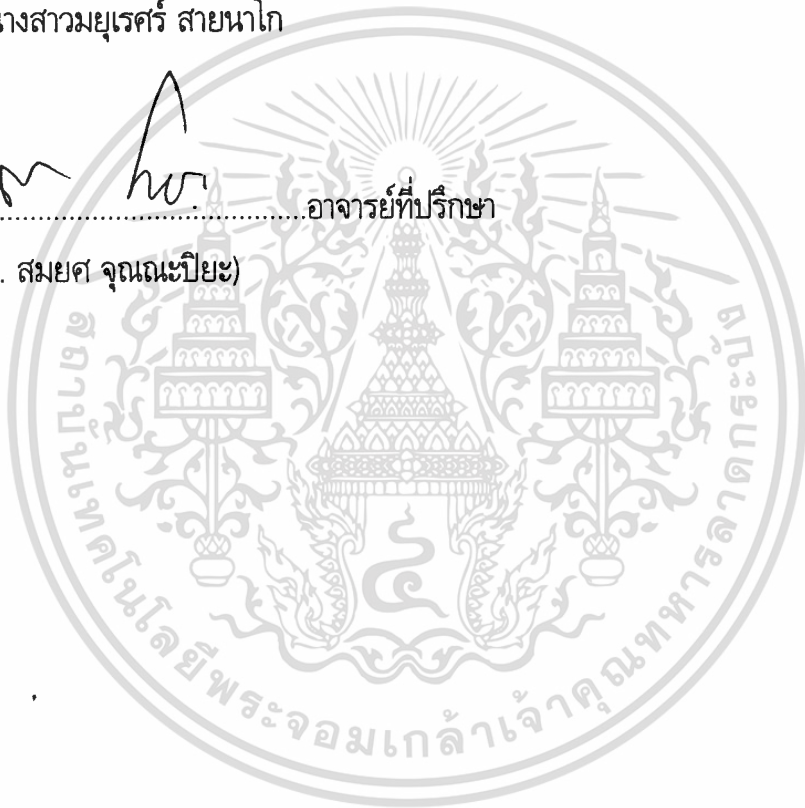 นางสาวมยุเรศร์ สายนาไก
อาจารย์ที่ปรึกษา
. สมยศ จุณณะปิยะ)
สถาบันเทคโนโลยีพระจอมเกล้าเจ้าคุณทหารลาดกระบัง
๔